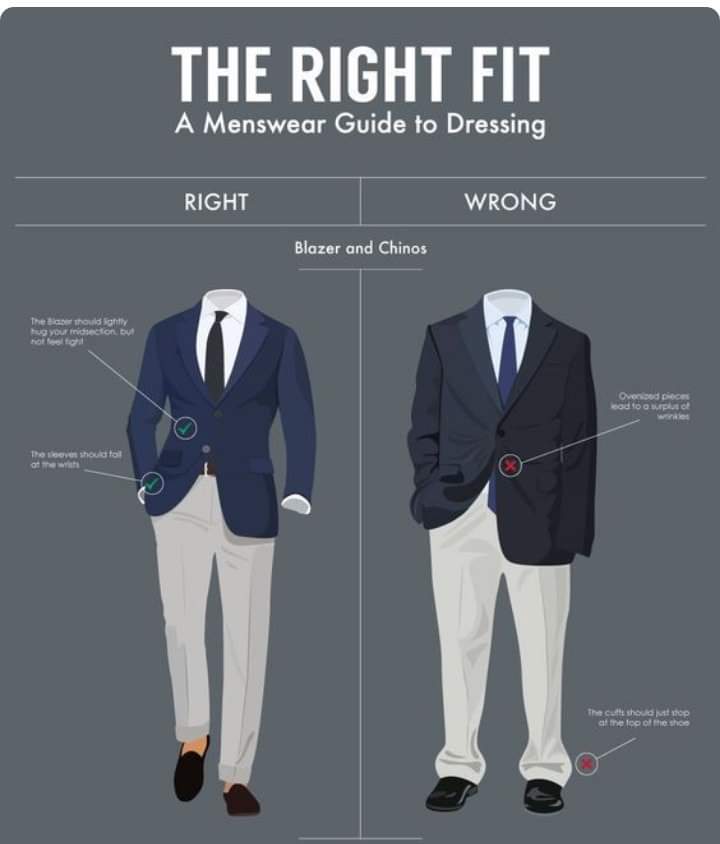 THE RIGHT FIT
A Menswear Guide to Dressing
RIGHT
WRONG
Blazer and Chinos
The Blazer should lightly
hug your midsection, but
not feel tight
The sleeves should fall
at the wrists
Oversized pieces
lead to a surplus of
wrinkles
The cuffs should just stop
at the top of the shoe